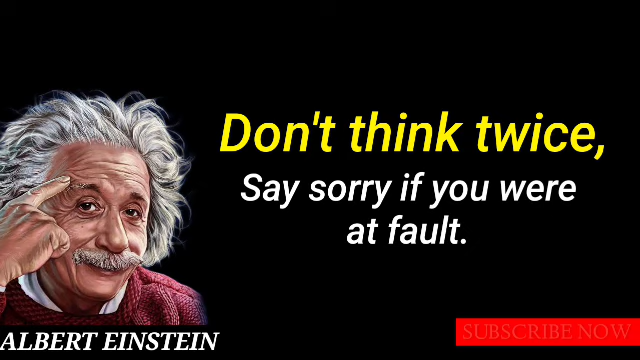 Don't think twice,
Say sorry if you were
at fault.
ALBERT EINSTEIN
SUBSCRIBE NOW